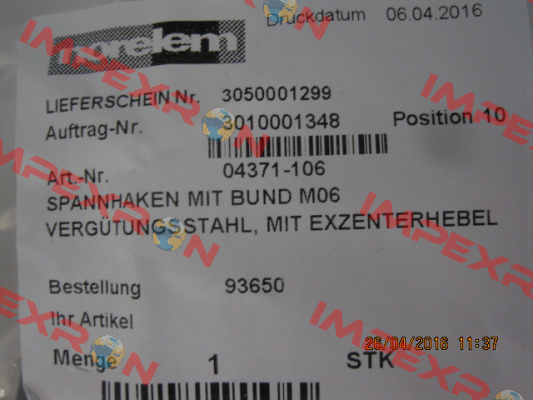 norelem
Druckdatum 06.04.2016
LIEFERSCHEIN Nr. 3050001299
Auftrag-Nr. 3010001348 Position 10
Art.-Nr. 04371-106
SPANNHAKEN MIT BUND M06
VERGÜTUNGSSTAHL, MIT EXZENTERHEBEL
Bestellung 93650
Ihr Artikel
Menge 1 STK
26/04/2016 11:37
IMPEXRON